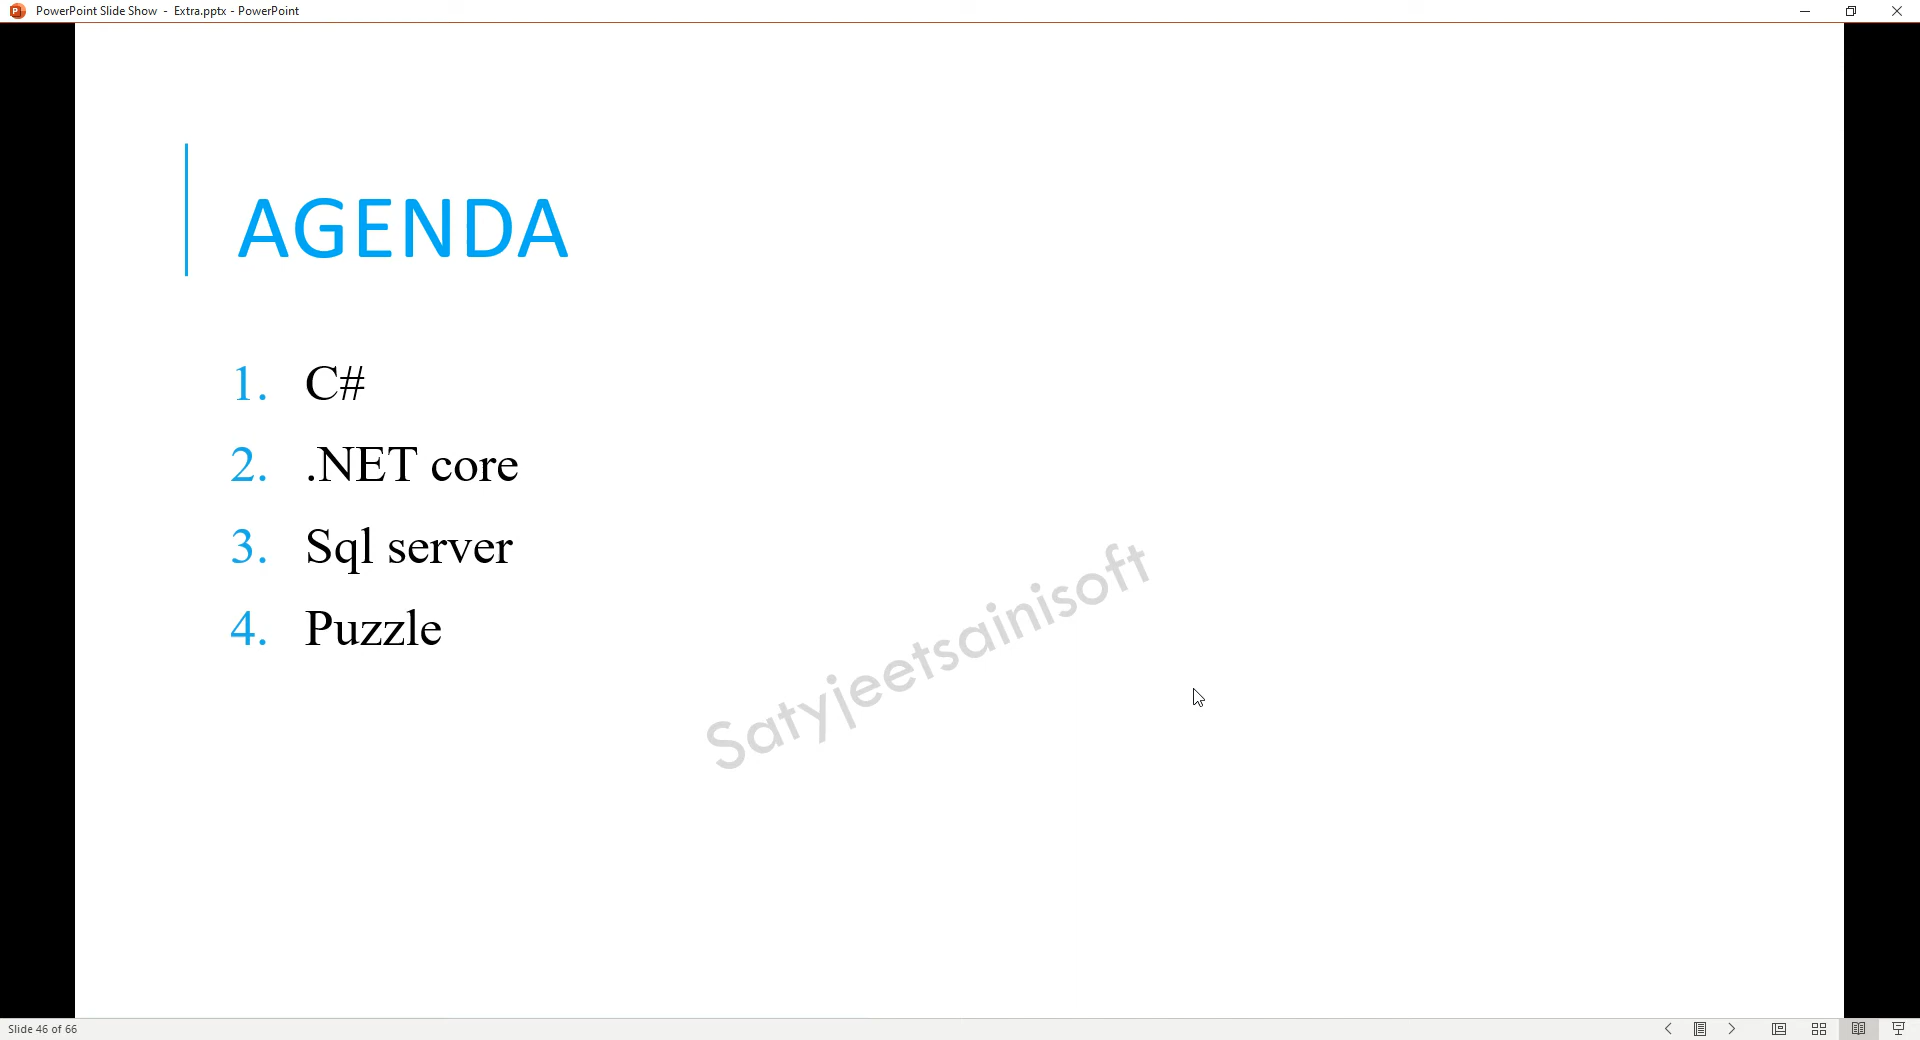 PowerPoint Slide Show - Extra.pptx - PowerPoint
AGENDA
1. C#
2. .NET core
3. Sql server
4. Puzzle
Satyjeetsainisoft
Slide 46 of 66